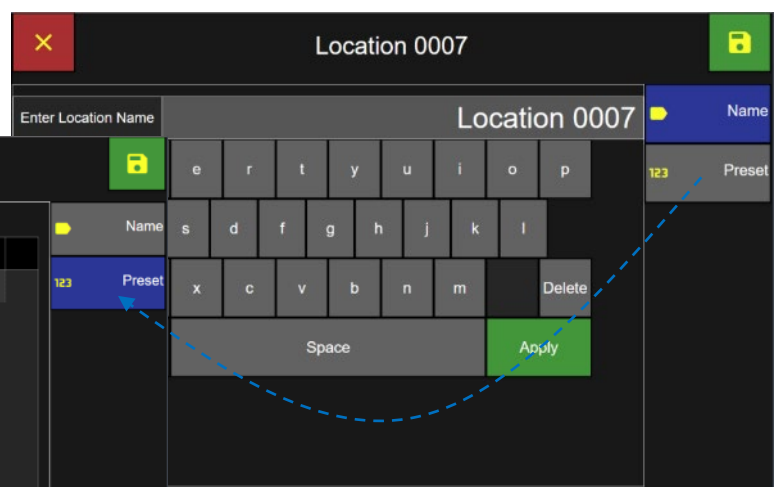 Location 0007
Enter Location Name
Location 0007
Name
123 Preset
e r t y u i o p
Name
s d f g h j k l
123 Preset
x c v b n m Delete
Space Apply